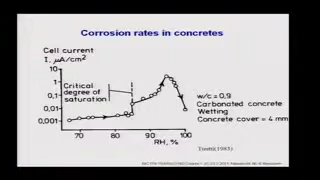 Corrosion rates in concretes
Cell current
I, μA/cm²
10
1
0,1
0,01
0,001
Critical
degree of
saturation
70
80
90
100
RH, %
w/c = 0,9
Carbonated concrete
Wetting
Concrete cover = 4 mm